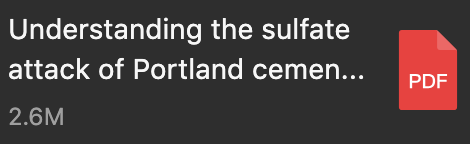 Understanding the sulfate
attack of Portland cemen...
PDF
2.6M